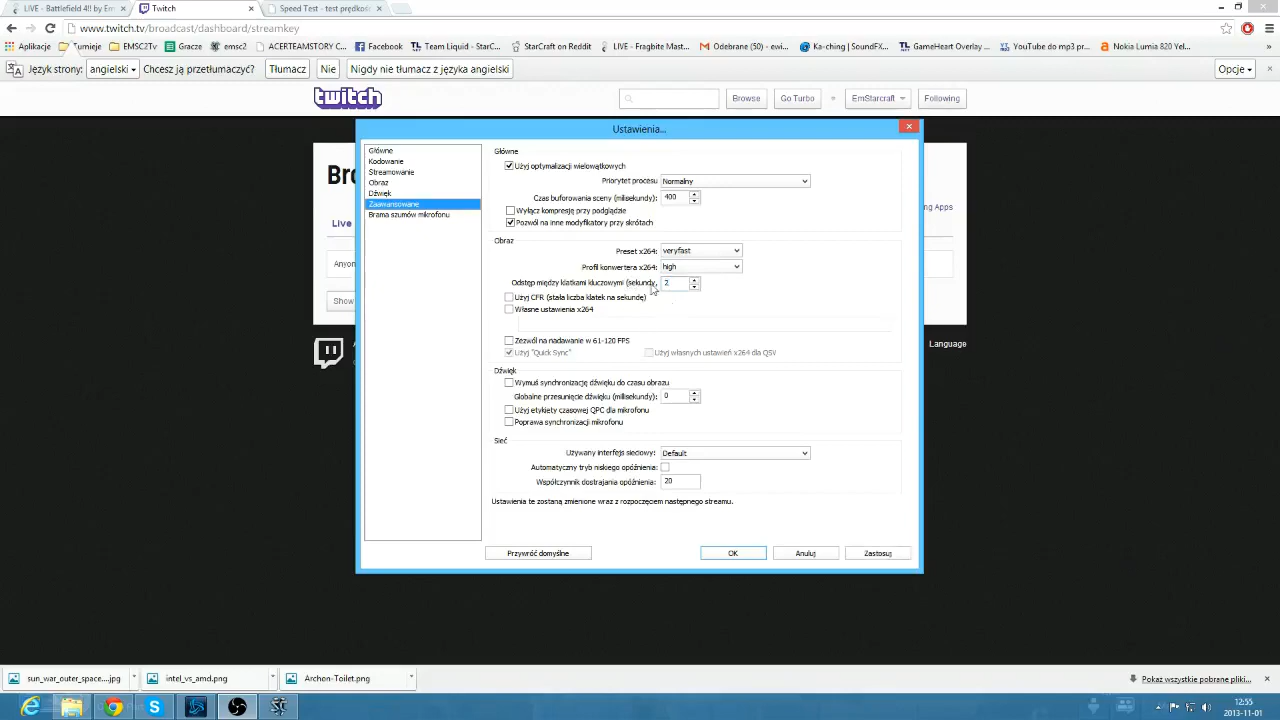 LIVE - Battlefield 4!! by Em
Twitch
Speed Test - test prędkości
www.twitch.tv/broadcast/dashboard/streamkey
Aplikacje
EMSC2Tv
Gracze
emsc2
ACERTEAMSTORY C...
Facebook
Team Liquid - StarC...
StarCraft on Reddit
LIVE - Fragbite Mast...
Odebrane (50) - ewi...
Ka-ching | SoundFX...
GameHeart Overlay ...
YouTube do mp3 pr...
Nokia Lumia 820 Yel...
»
Język strony:
angielski
Chcesz ją przetłumaczyć?
Tłumacz
Nie
Nigdy nie tłumacz z języka angielski
Opcje
twitch
Browse
Go Turbo
EmStarcraft
Following
Ustawienia...
Główne
Kodowanie
Streamowanie
Obraz
Dźwięk
Zaawansowane
Brama szumów mikrofonu
Główne
Użyj optymalizacji wielowątkowych
Priorytet procesu
Normalny
Czas buforowania sceny (milisekundy):
400
Wyłącz kompresję przy podglądzie
Pozwól na inne modyfikatory przy skrótach
Obraz
Preset x264:
veryfast
Profil konwertera x264:
high
Odstęp między klatkami kluczowymi (sekundy,
2
Użyj CFR (stała liczba klatek na sekundę)
Własne ustawienia x264
Zezwól na nadawanie w 61-120 FPS
Użyj "Quick Sync"
Użyj własnych ustawień x264 dla QSV
Dźwięk
Wymuś synchronizację dźwięku do czasu obrazu
Globalne przesunięcie dźwięku (milisekundy):
0
Użyj etykiety czasowej QPC dla mikrofonu
Poprawa synchronizacji mikrofonu
Sieć
Używany interfejs sieciowy:
Default
Automatyczny tryb niskiego opóźnienia:
Współczynnik dostrajania opóźnienia:
20
Ustawienia te zostaną zmienione wraz z rozpoczęciem następnego streamu.
Przywróć domyślne
OK
Anuluj
Zastosuj
Bro
Live
Anyon
Show
ng Apps
Language
sun_war_outer_space....jpg
intel_vs_amd.png
Archon-Toilet.png
Pokaż wszystkie pobrane pliki...
12:55
2013-11-01